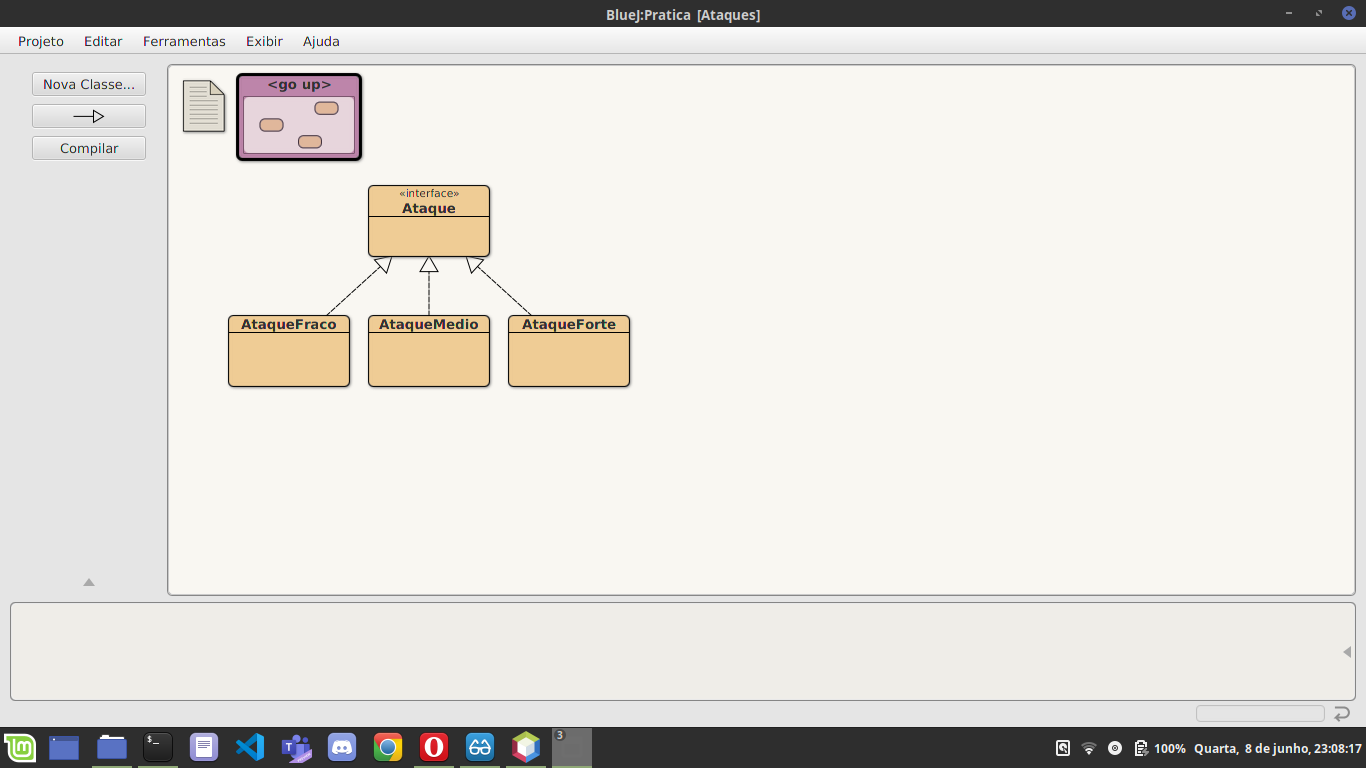 BlueJ:Pratica [Ataques]
Projeto Editar Ferramentas Exibir Ajuda
Nova Classe...
Compilar
<go up>
«interface»
Ataque
AtaqueFraco AtaqueMedio AtaqueForte
$_
3
100% Quarta, 8 de junho, 23:08:17